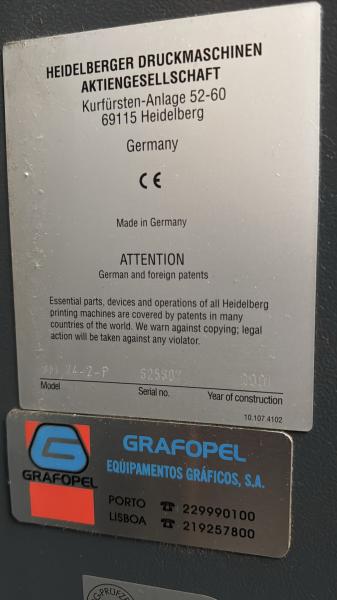 HEIDELBERGER DRUCKMASCHINEN
AKTIENGESELLSCHAFT
Kurfürsten-Anlage 52-60
69115 Heidelberg
Germany
CE
Made in Germany
ATTENTION
German and foreign patents
Essential parts, devices and operations of all Heidelberg
printing machines are covered by patents in many
countries of the world. We warn against copying; legal
action will be taken against any violator.
74-2-P
Model
Serial no.
Year of construction
10.107.4102
GRAFOPEL
GRAFOPEL
EQUIPAMENTOS GRÁFICOS, S.A.
PORTO ☎ 229990100
LISBOA ☎ 219257800